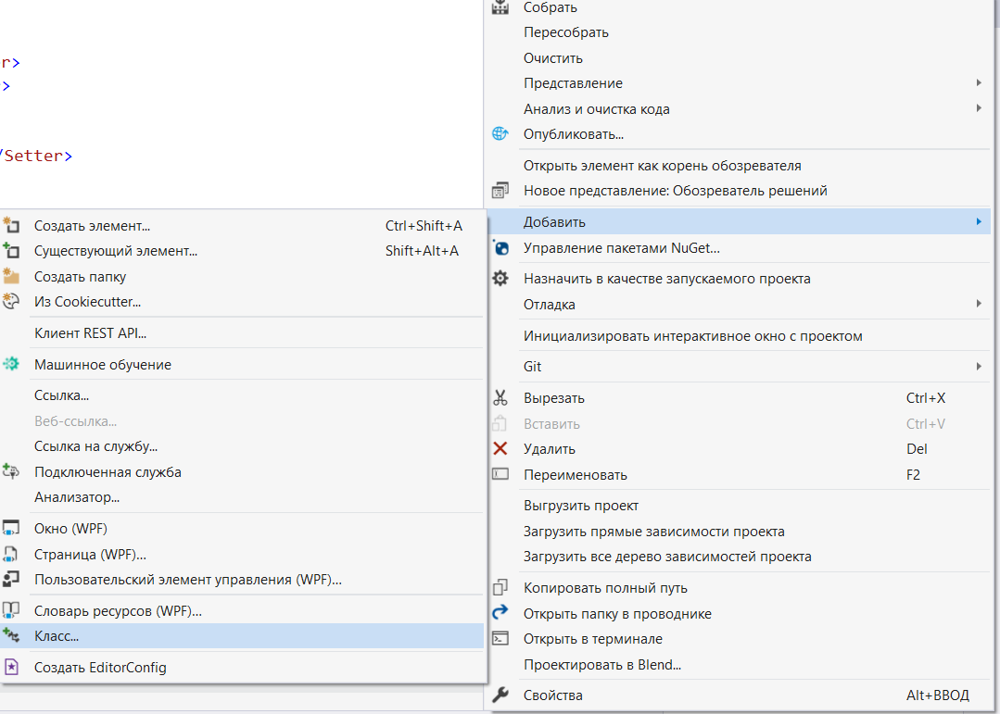 r>
>
/Setter>
Собрать
Пересобрать
Очистить
Представление
Анализ и очистка кода
Опубликовать...
Открыть элемент как корень обозревателя
Новое представление: Обозреватель решений
Добавить
Управление пакетами NuGet...
Назначить в качестве запускаемого проекта
Отладка
Инициализировать интерактивное окно с проектом
Git
Вырезать Ctrl+X
Вставить Ctrl+V
Удалить Del
Переименовать F2
Выгрузить проект
Загрузить прямые зависимости проекта
Загрузить все дерево зависимостей проекта
Копировать полный путь
Открыть папку в проводнике
Открыть в терминале
Проектировать в Blend...
Свойства Alt+ВВОД
Создать элемент... Ctrl+Shift+A
Существующий элемент... Shift+Alt+A
Создать папку
Из Cookiecutter...
Клиент REST API...
Машинное обучение
Ссылка...
Веб-ссылка...
Ссылка на службу...
Подключенная служба
Анализатор...
Окно (WPF)
Страница (WPF)...
Пользовательский элемент управления (WPF)...
Словарь ресурсов (WPF)...
Класс...
Создать EditorConfig